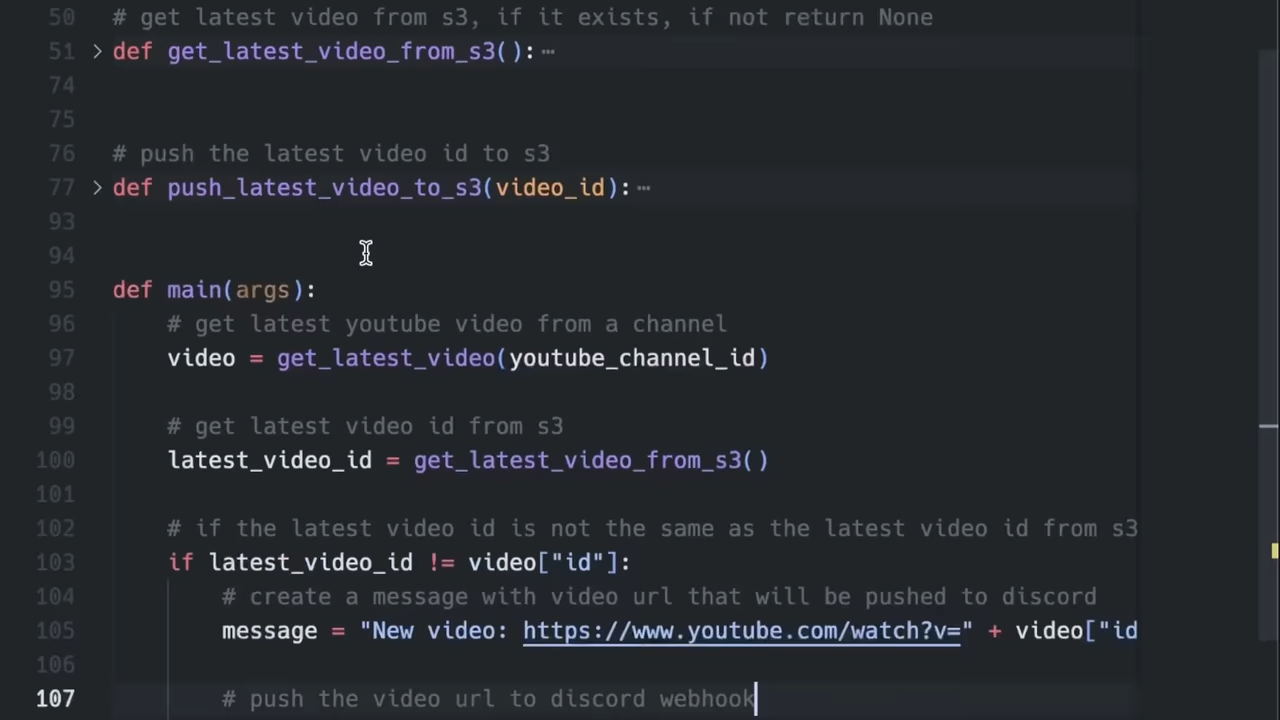 50 # get latest video from s3, if it exists, if not return None
51 > def get_latest_video_from_s3():⋯
74
75
76 # push the latest video id to s3
77 > def push_latest_video_to_s3(video_id):⋯
93
94
95 def main(args):
96 # get latest youtube video from a channel
97 video = get_latest_video(youtube_channel_id)
98
99 # get latest video id from s3
100 latest_video_id = get_latest_video_from_s3()
101
102 # if the latest video id is not the same as the latest video id from s3
103 if latest_video_id != video["id"]:
104 # create a message with video url that will be pushed to discord
105 message = "New video: https://www.youtube.com/watch?v=" + video["id
106
107 # push the video url to discord webhook